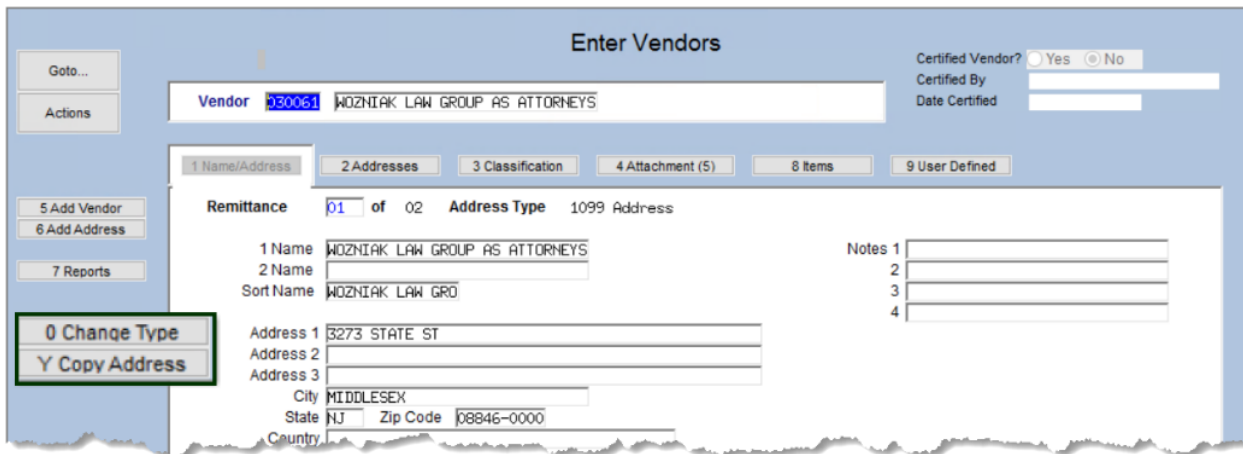 Enter Vendors
Goto...
Actions
Certified Vendor? Yes No
Certified By
Date Certified
Vendor 030061 WOZNIAK LAW GROUP AS ATTORNEYS
1 Name/Address 2 Addresses 3 Classification 4 Attachment (5) 8 Items 9 User Defined
5 Add Vendor
6 Add Address
7 Reports
0 Change Type
Y Copy Address
Remittance 01 of 02 Address Type 1099 Address
1 Name WOZNIAK LAW GROUP AS ATTORNEYS
2 Name
Sort Name WOZNIAK LAW GRO
Notes 1
2
3
4
Address 1 3273 STATE ST
Address 2
Address 3
City MIDDLESEX
State NJ Zip Code 08846-0000
Country